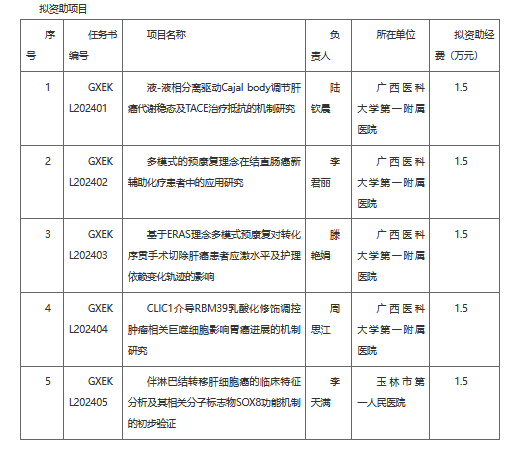 拟资助项目
序号 任务书编号 项目名称 负责人 所在单位 拟资助经费（万元）
1 GXEKL202401 液-液相分离驱动Cajal body调节肝癌代谢稳态及TACE治疗抵抗的机制研究 陆钦晨 广西医科大学第一附属医院 1.5
2 GXEKL202402 多模式的预康复理念在结直肠癌新辅助化疗患者中的应用研究 李君丽 广西医科大学第一附属医院 1.5
3 GXEKL202403 基于ERAS理念多模式预康复对转化序贯手术切除肝癌患者应激水平及护理依赖变化轨迹的影响 滕艳娟 广西医科大学第一附属医院 1.5
4 GXEKL202404 CLIC1介导RBM39乳酸化修饰调控肿瘤相关巨噬细胞影响胃癌进展的机制研究 周思江 广西医科大学第一附属医院 1.5
5 GXEKL202405 伴淋巴结转移肝细胞癌的临床特征分析及其相关分子标志物SOX8功能机制的初步验证 李天满 玉林市第一人民医院 1.5